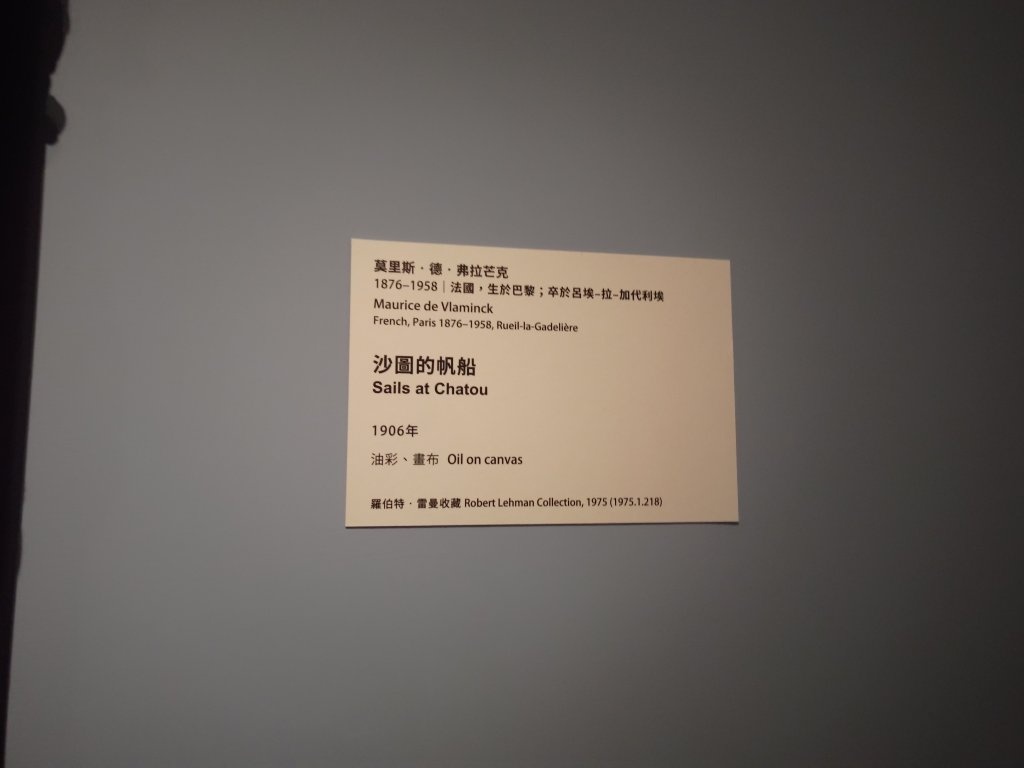 莫里斯．德．弗拉芒克
1876–1958｜法國，生於巴黎；卒於呂埃–拉–加代利埃
Maurice de Vlaminck
French, Paris 1876–1958, Rueil-la-Gadelière
沙圖的帆船
Sails at Chatou
1906年
油彩、畫布 Oil on canvas
羅伯特．雷曼收藏 Robert Lehman Collection, 1975 (1975.1.218)